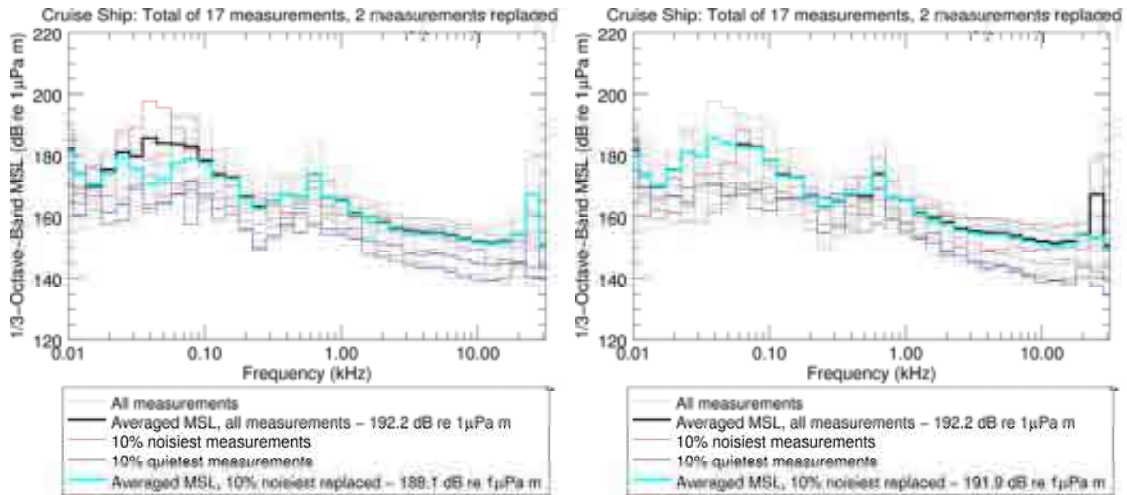 Cruise Ship: Total of 17 measurements, 2 measurements replaced
220
200
180
160
140
120
1/3-Octave-Band MSL (dB re 1μPa m)
0.01 0.10 1.00 10.00
Frequency (kHz)
All measurements
Averaged MSL, all measurements - 192.2 dB re 1μPa m
10% noisiest measurements
10% quietest measurements
Averaged MSL, 10% noisiest replaced - 188.1 dB re 1μPa m
Cruise Ship: Total of 17 measurements, 2 measurements replaced
220
200
180
160
140
120
1/3-Octave-Band MSL (dB re 1μPa m)
0.01 0.10 1.00 10.00
Frequency (kHz)
All measurements
Averaged MSL, all measurements - 192.2 dB re 1μPa m
10% noisiest measurements
10% quietest measurements
Averaged MSL, 10% noisiest replaced - 191.9 dB re 1μPa m